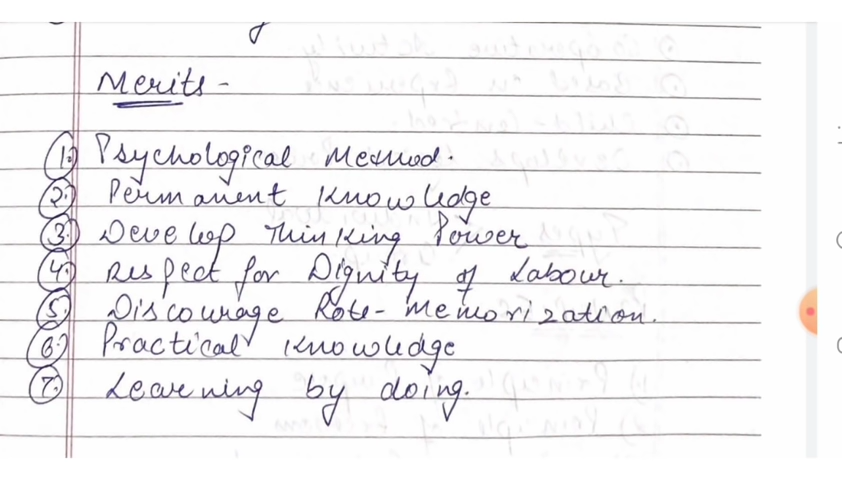 Merits -
1. Psychological Method.
2. Permanent Knowledge
3. Develop Thinking Power
4. Respect for Dignity of Labour.
5. Discourage Rote-Memorization.
6. Practical Knowledge
7. Learning by doing.